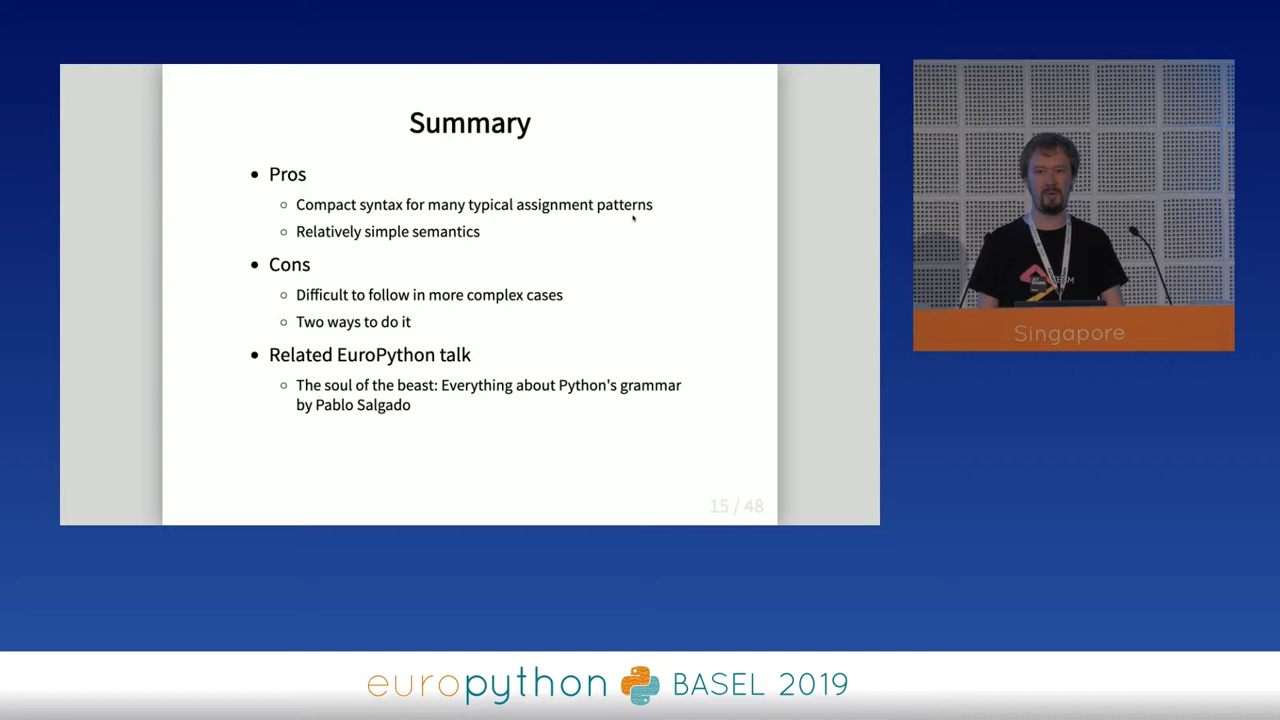 Summary
• Pros
○ Compact syntax for many typical assignment patterns
○ Relatively simple semantics
• Cons
○ Difficult to follow in more complex cases
○ Two ways to do it
• Related EuroPython talk
○ The soul of the beast: Everything about Python's grammar
by Pablo Salgado
15 / 48
Singapore
europython BASEL 2019